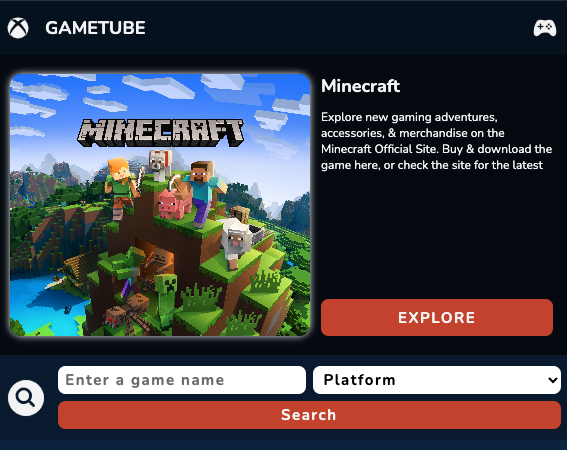 GAMETUBE
MINECRAFT
Minecraft
Explore new gaming adventures,
accessories, & merchandise on the
Minecraft Official Site. Buy & download the
game here, or check the site for the latest
EXPLORE
Enter a game name
Platform
Search